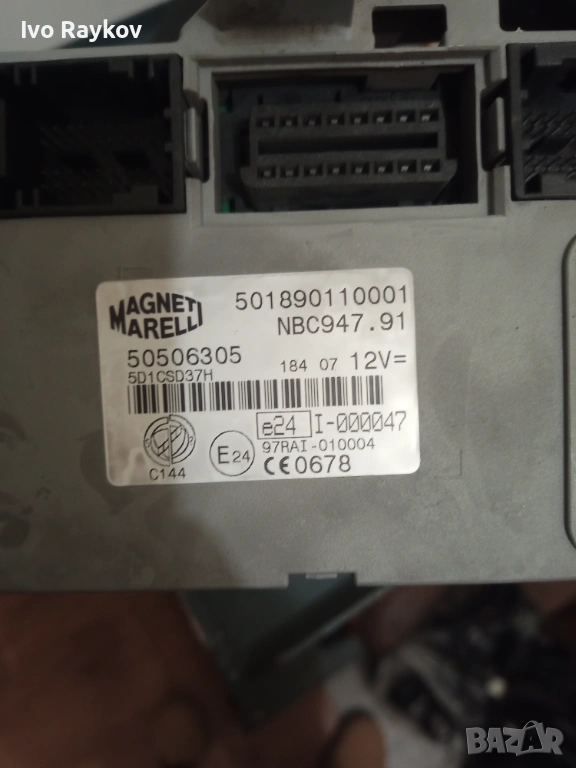 Ivo Raykov
MAGNETI MARELLI
501890110001
NBC947.91
50506305
5D1CSD37H
184 07 12V=
e24 I-000047
97RAI-010004
E24
CE0678
C144
BAZAR